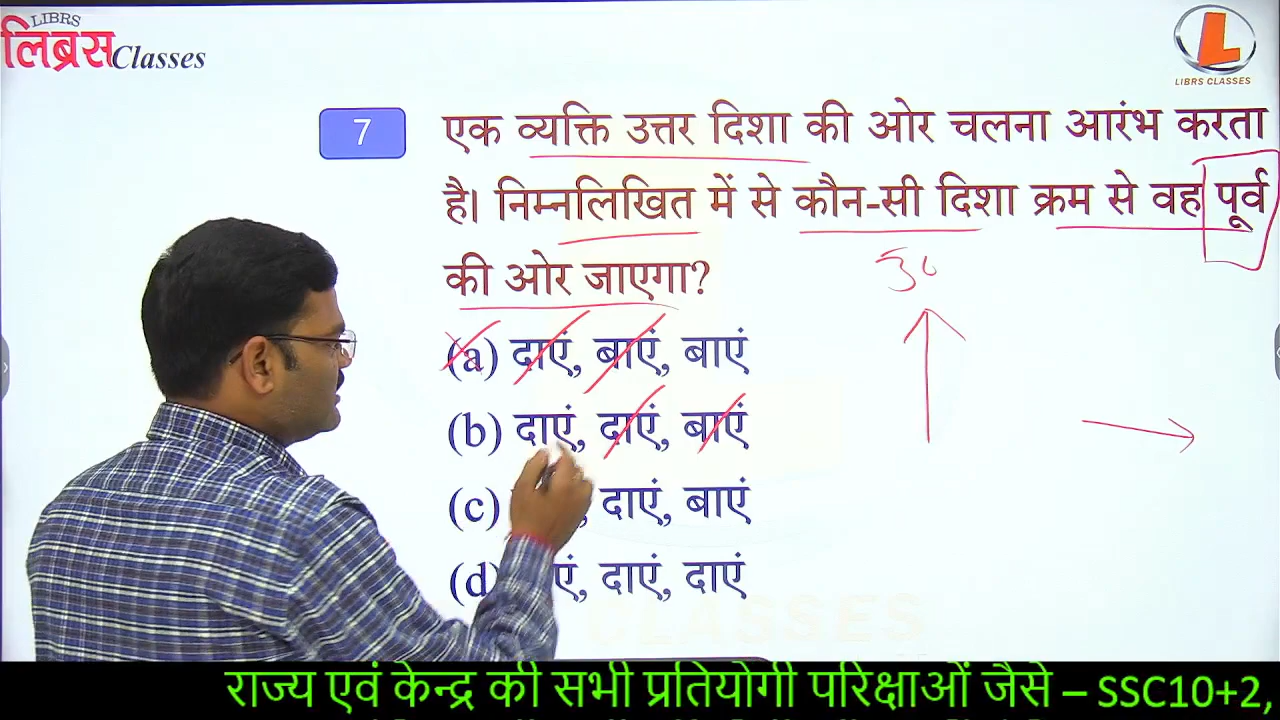 LIBRS
लिब्रस Classes
LIBRS CLASSES
7
एक व्यक्ति उत्तर दिशा की ओर चलना आरंभ करता
है। निम्नलिखित में से कौन-सी दिशा क्रम से वह पूर्व
की ओर जाएगा?
उ
(a) दाएं, बाएं, बाएं
(b) दाएं, दाएं, बाएं
(c) दाएं, बाएं
(d) दाएं, दाएं
CLASSES
राज्य एवं केन्द्र की सभी प्रतियोगी परिक्षाओं जैसे – SSC10+2,